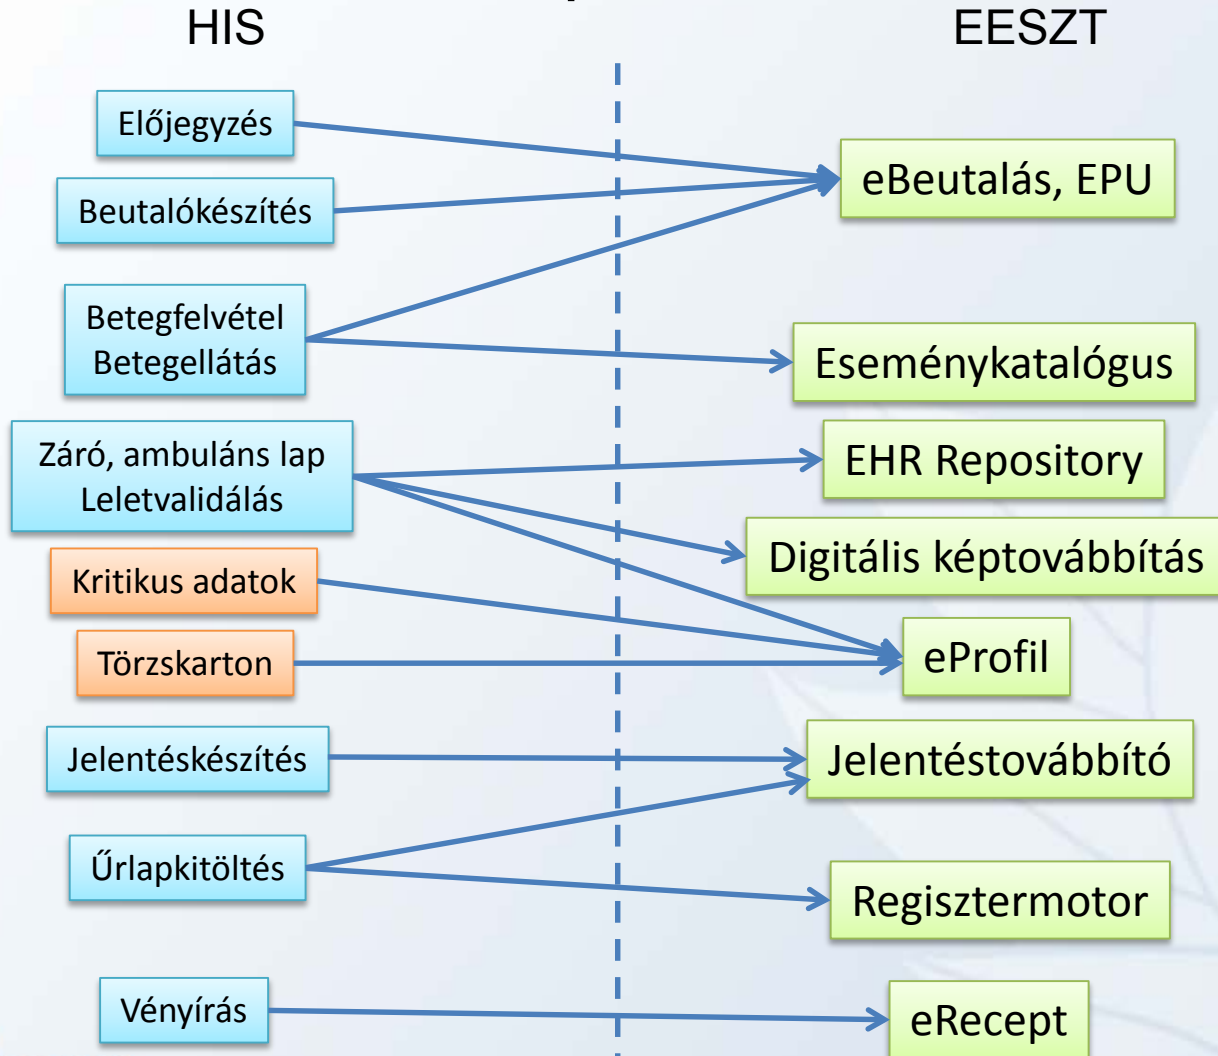 HIS
EESZT
Előjegyzés
eBeutalás, EPU
Beutalókészítés
Betegfelvétel
Betegellátás
Eseménykatalógus
Záró, ambuláns lap
Leletvalidálás
EHR Repository
Digitális képtovábbítás
Kritikus adatok
Törzskarton
eProfil
Jelentéskészítés
Jelentéstovábbító
Űrlapkitöltés
Regisztermotor
Vényírás
eRecept